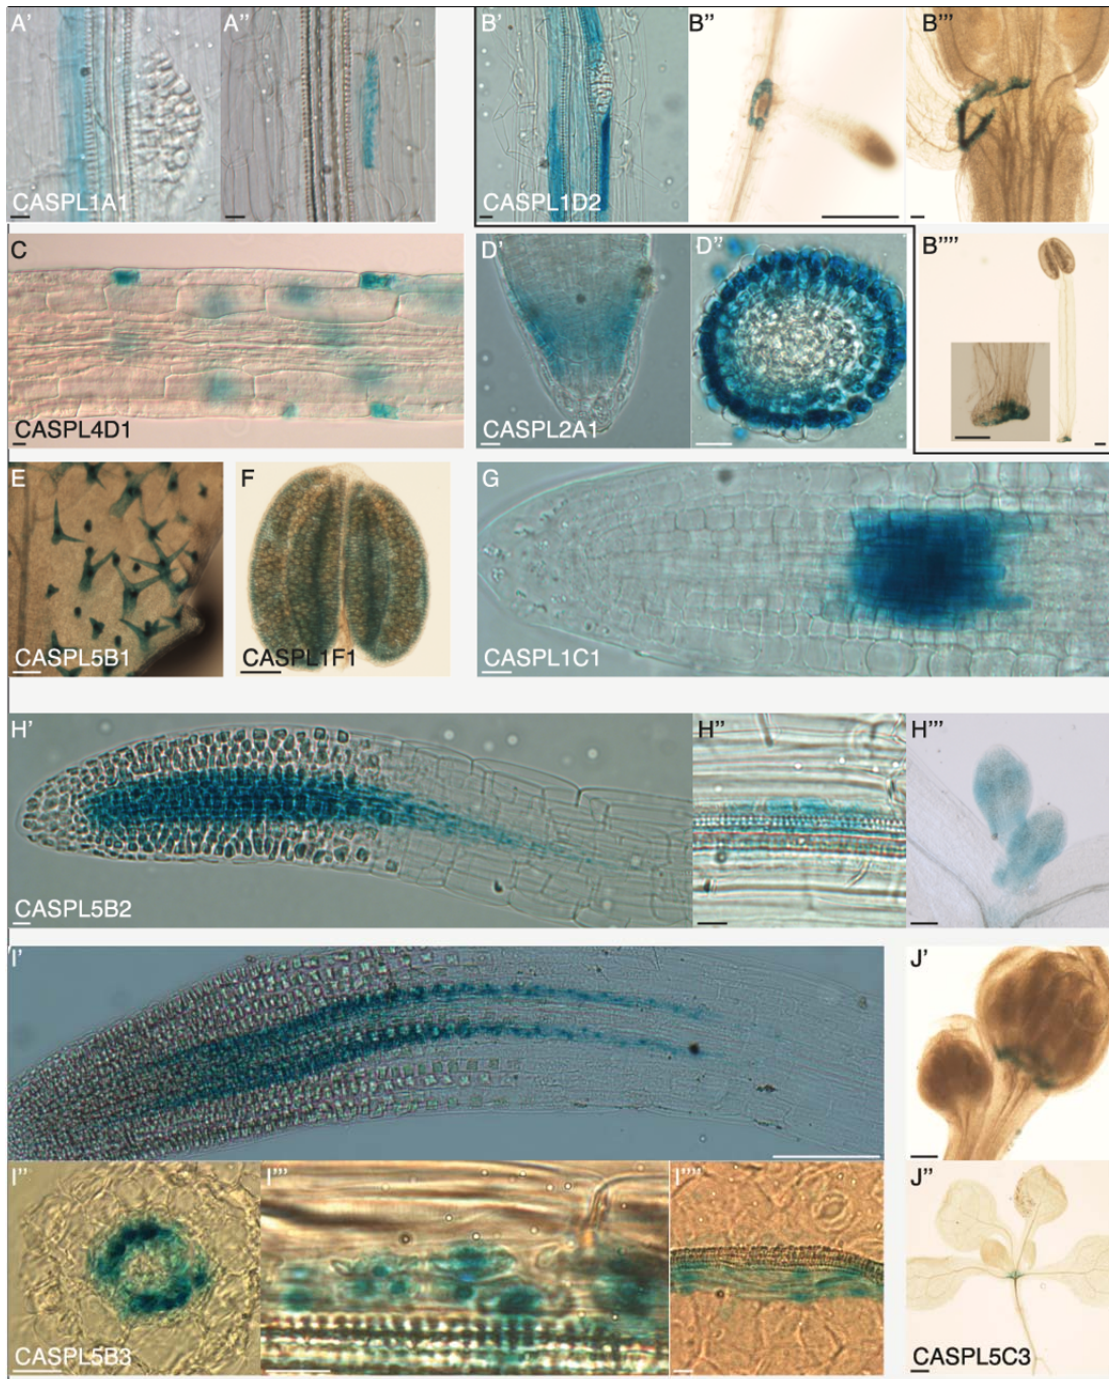 A' A'' B' B'' B'''
CASPL1A1 CASPL1D2
C D' D'' B''''
CASPL4D1 CASPL2A1
E F G
CASPL5B1 CASPL1F1 CASPL1C1
H' H'' H'''
CASPL5B2
I' J'
I'' I''' I'''' J''
CASPL5B3 CASPL5C3